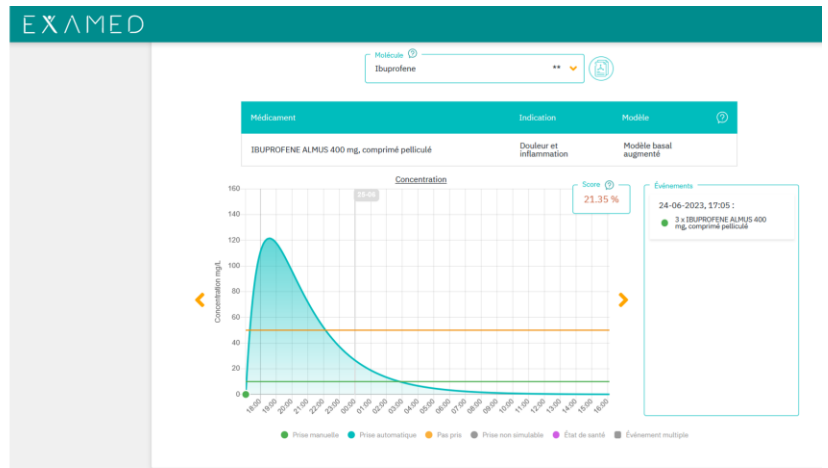 EXAMED
Molécule
Ibuprofene **
Médicament Indication Modèle
IBUPROFENE ALMUS 400 mg, comprimé pelliculé
Douleur et
inflammation
Modèle basal
augmenté
Concentration
25-06
Score
21.35 %
Événements
24-06-2023, 17:05 :
3 x IBUPROFENE ALMUS 400
mg, comprimé pelliculé
Concentration mg/L
160
140
120
100
80
60
40
20
0
18:00 19:00 20:00 21:00 22:00 23:00 00:00 01:00 02:00 03:00 04:00 05:00 06:00 07:00 08:00 09:00 10:00 11:00 12:00 13:00 14:00 15:00 16:00
Prise manuelle Prise automatique Pas pris Prise non simulable État de santé Événement multiple